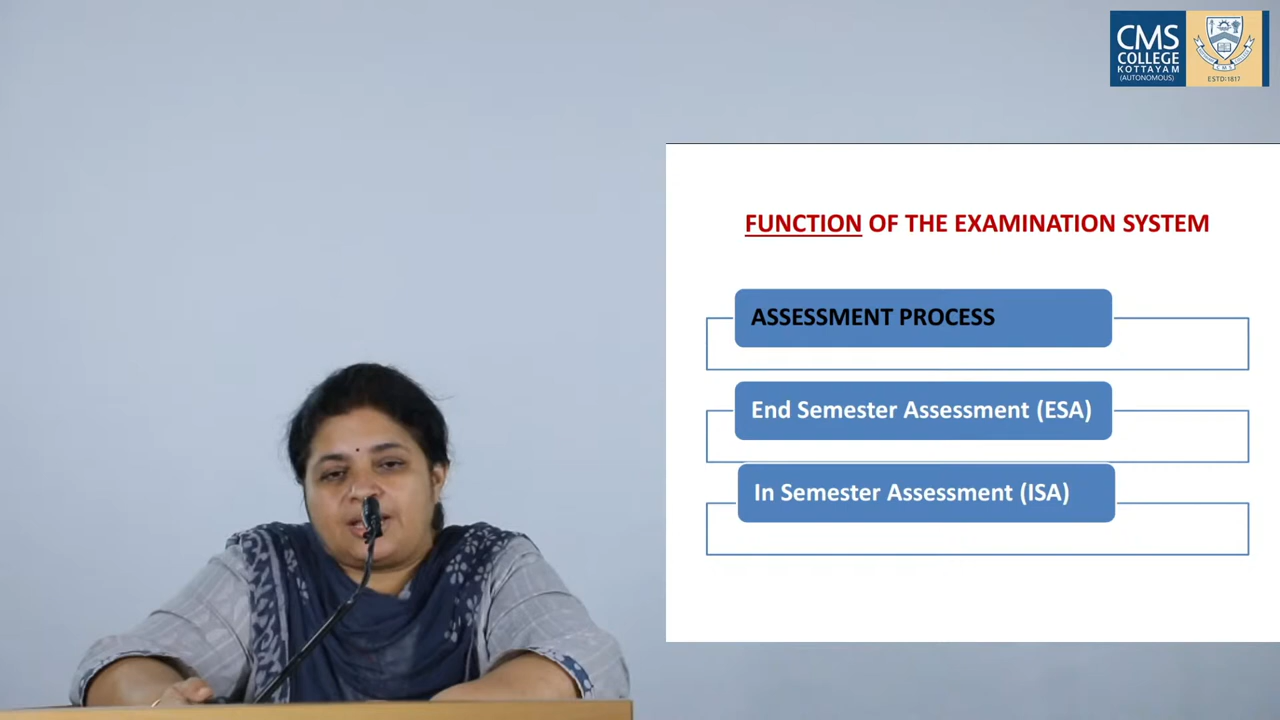 CMS
COLLEGE
KOTTAYAM
(AUTONOMOUS)
ESTD:1817
FUNCTION OF THE EXAMINATION SYSTEM
ASSESSMENT PROCESS
End Semester Assessment (ESA)
In Semester Assessment (ISA)